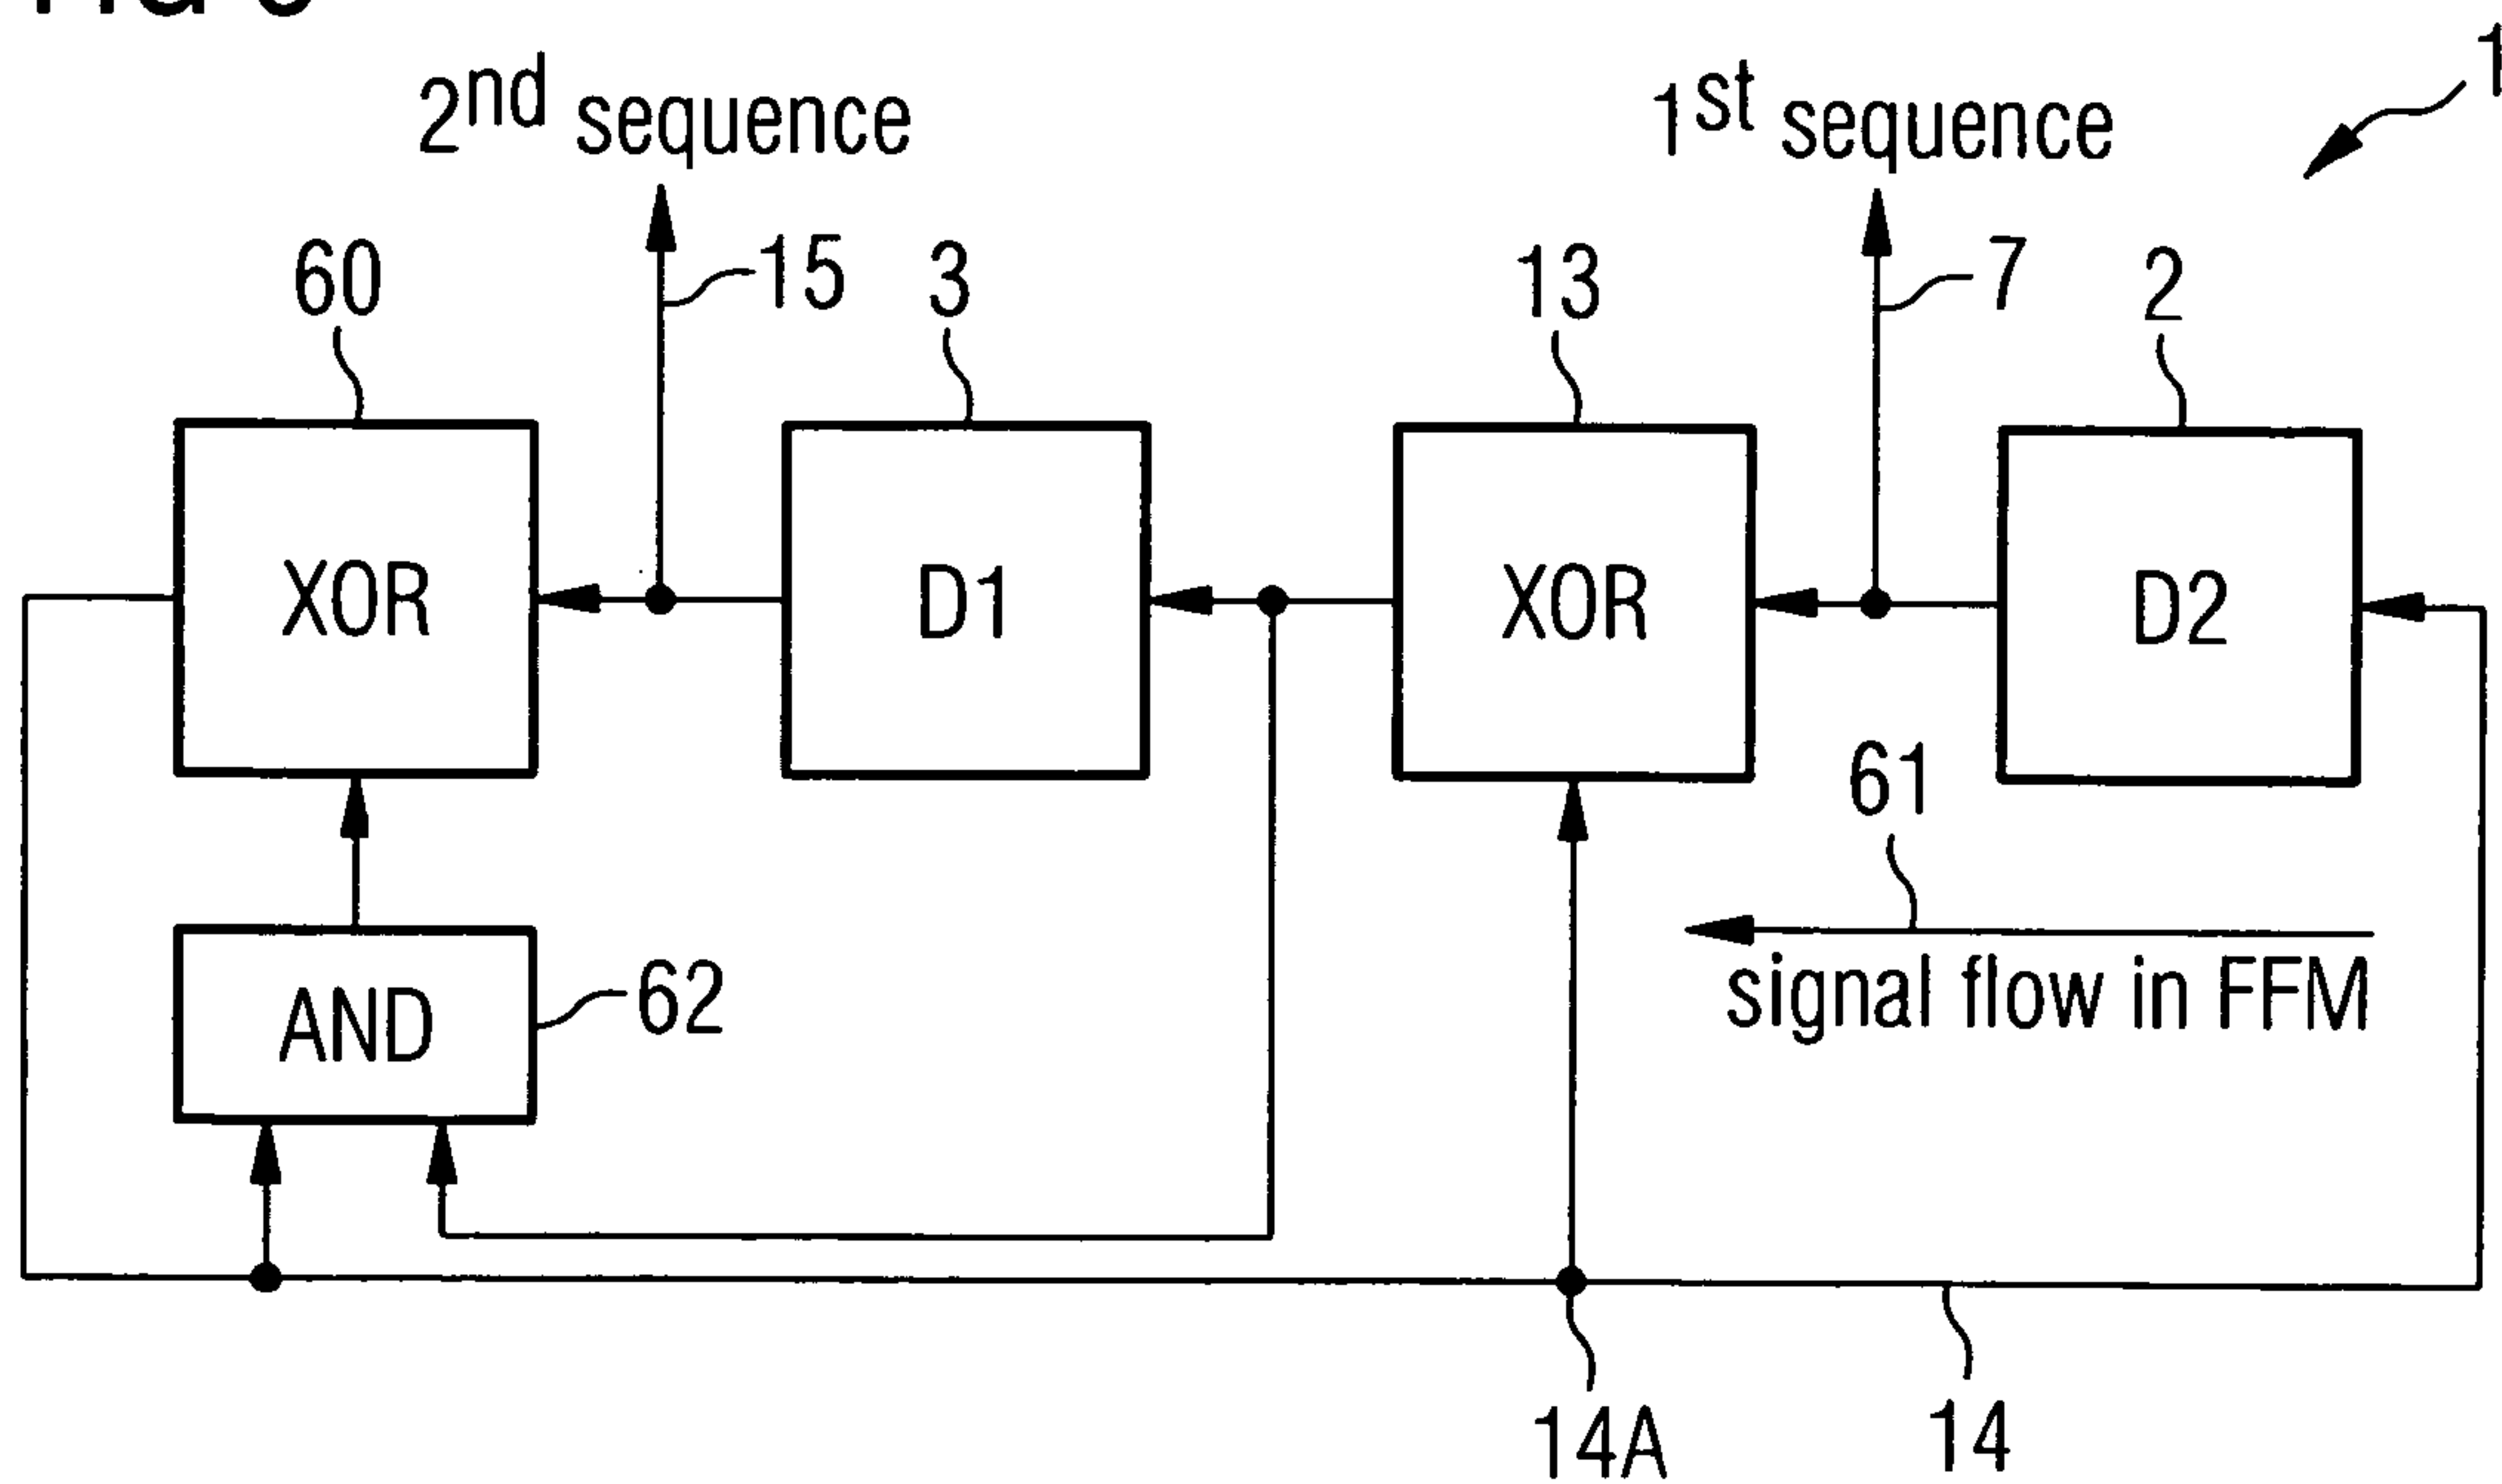 1
2nd sequence
1st sequence
60
15
3
13
7
2
XOR
D1
XOR
D2
61
signal flow in FFM
AND
62
14A
14